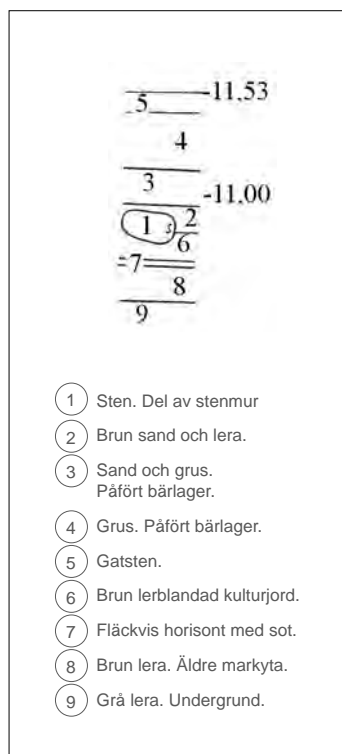 -11,53
5
4
3
-11,00
1 s 2
6
7
8
9
1 Sten. Del av stenmur
2 Brun sand och lera.
3 Sand och grus.
Påfört bärlager.
4 Grus. Påfört bärlager.
5 Gatsten.
6 Brun lerblandad kulturjord.
7 Fläckvis horisont med sot.
8 Brun lera. Äldre markyta.
9 Grå lera. Undergrund.